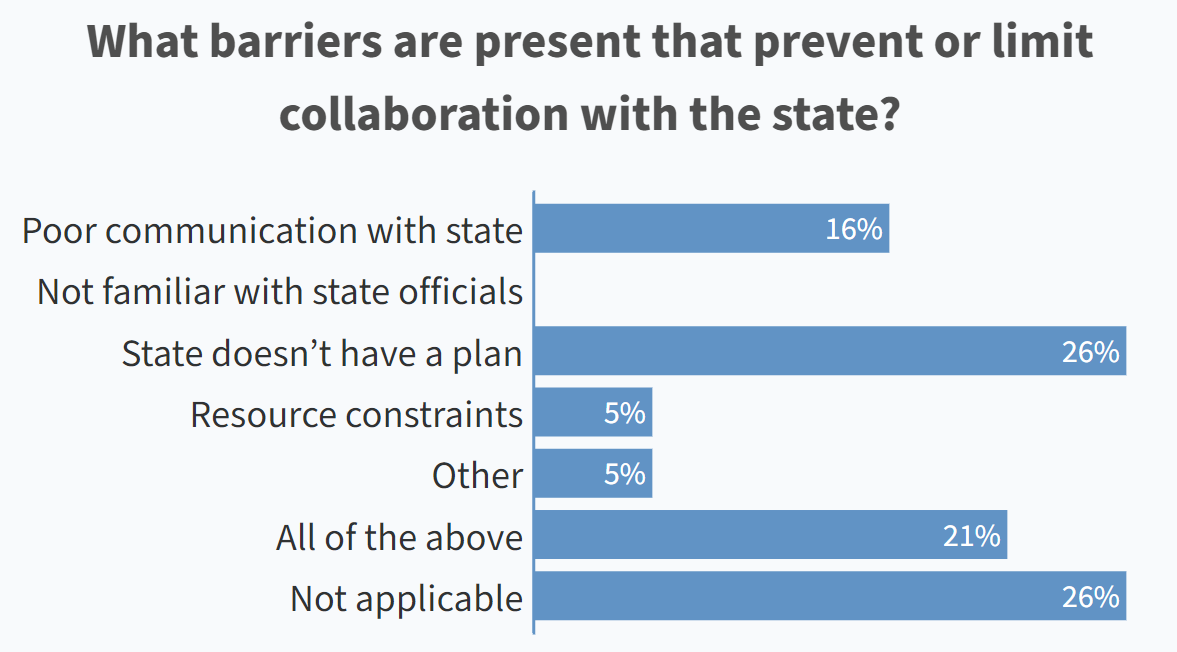 What barriers are present that prevent or limit
collaboration with the state?
Poor communication with state 16%
Not familiar with state officials
State doesn’t have a plan 26%
Resource constraints 5%
Other 5%
All of the above 21%
Not applicable 26%